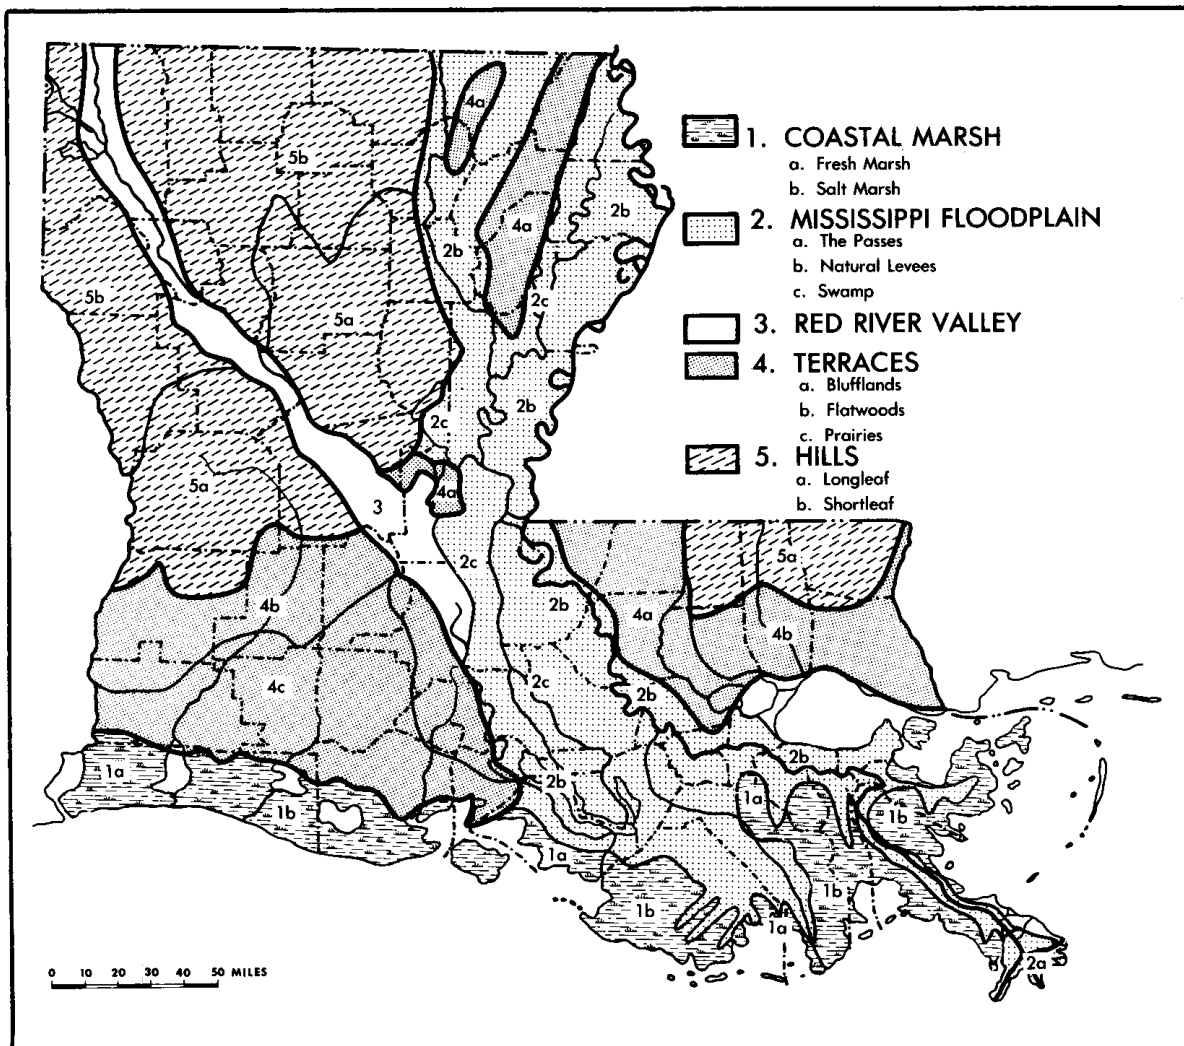 1. COASTAL MARSH
a. Fresh Marsh
b. Salt Marsh
2. MISSISSIPPI FLOODPLAIN
a. The Passes
b. Natural Levees
c. Swamp
3. RED RIVER VALLEY
4. TERRACES
a. Blufflands
b. Flatwoods
c. Prairies
5. HILLS
a. Longleaf
b. Shortleaf
4a
5b
2b
4a
2b
5b
2c
5a
2b
2c
5a
3
4a
5a
2c
4b
2b
4a
4b
4c
2c
2b
2b
1a
2b
1a
1b
1b
1a
1b
1b
1a
2a
0 10 20 30 40 50 MILES